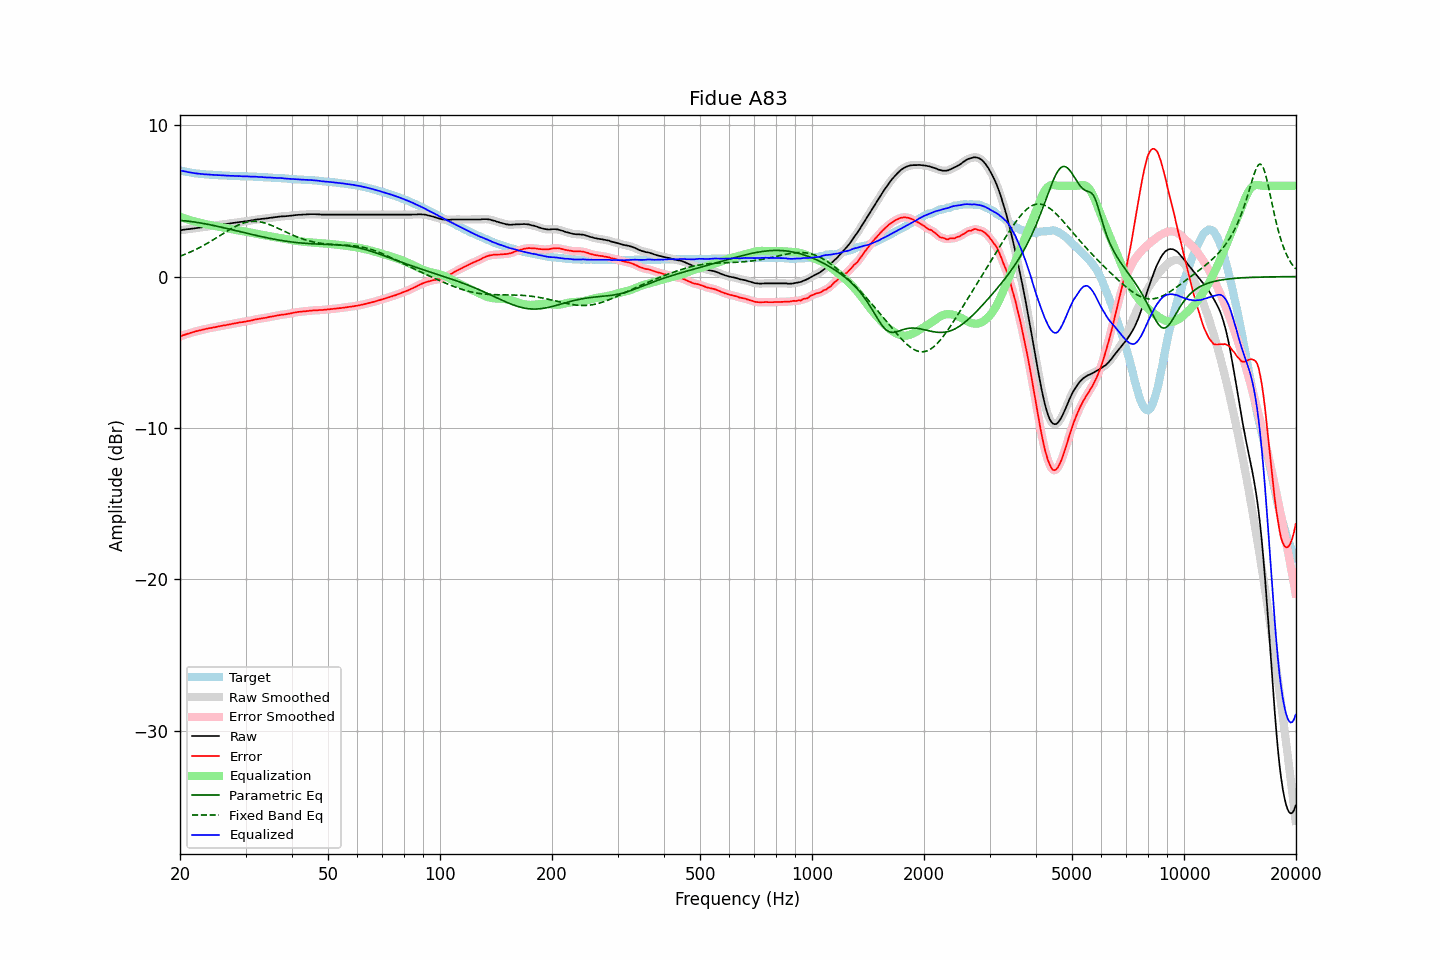 Fidue A83
10
0
−10
−20
−30
Amplitude (dBr)
Target
Raw Smoothed
Error Smoothed
Raw
Error
Equalization
Parametric Eq
Fixed Band Eq
Equalized
20 50 100 200 500 1000 2000 5000 10000 20000
Frequency (Hz)